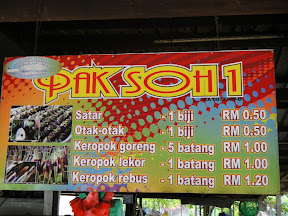 PAK SOH 1
Satar - 1 biji RM 0.50
Otak-otak - 1 biji RM 0.50
Keropok goreng - 5 batang RM 1.00
Keropok lekor - 1 batang RM 1.00
Keropok rebus - 1 batang RM 1.20